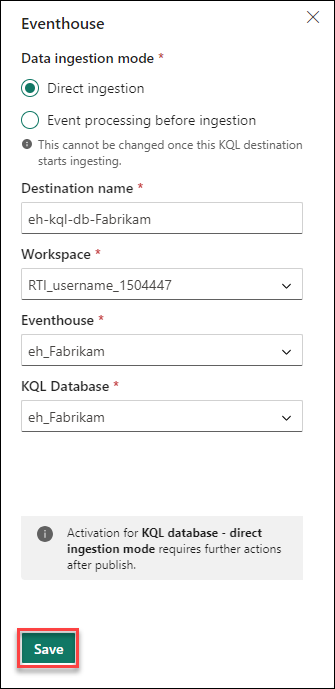 Eventhouse
Data ingestion mode *
Direct ingestion
Event processing before ingestion
This cannot be changed once this KQL destination
starts ingesting.
Destination name *
eh-kql-db-Fabrikam
Workspace *
RTI_username_1504447
Eventhouse *
eh_Fabrikam
KQL Database *
eh_Fabrikam
Activation for KQL database - direct
ingestion mode requires further actions
after publish.
Save